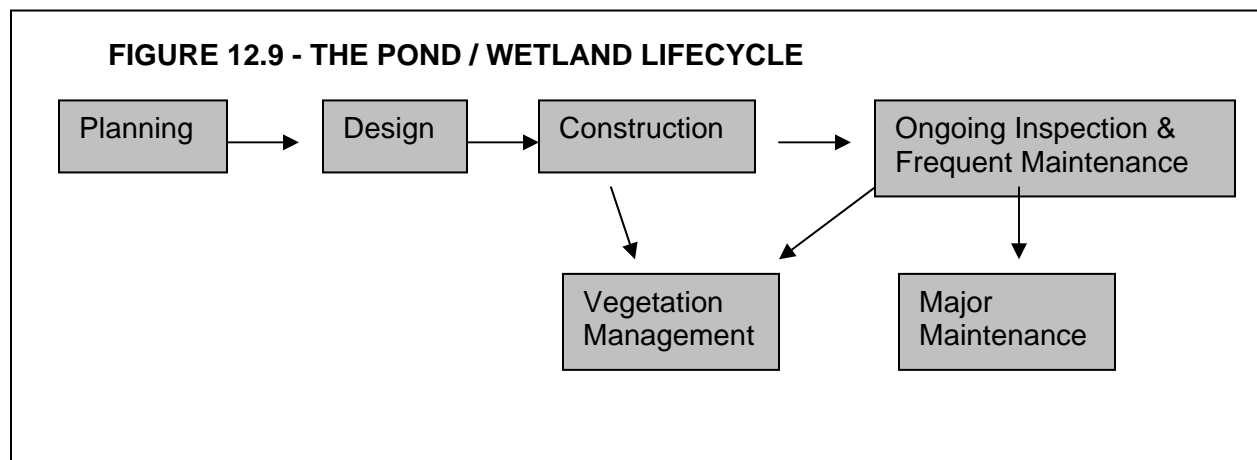 FIGURE 12.9 - THE POND / WETLAND LIFECYCLE
Planning
Design
Construction
Ongoing Inspection &
Frequent Maintenance
Vegetation
Management
Major
Maintenance